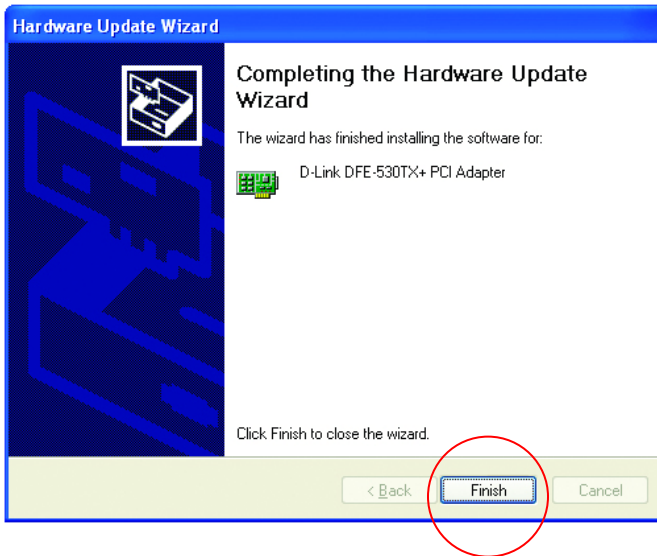 Hardware Update Wizard
Completing the Hardware Update
Wizard
The wizard has finished installing the software for:
D-Link DFE-530TX+ PCI Adapter
Click Finish to close the wizard.
< Back Finish Cancel